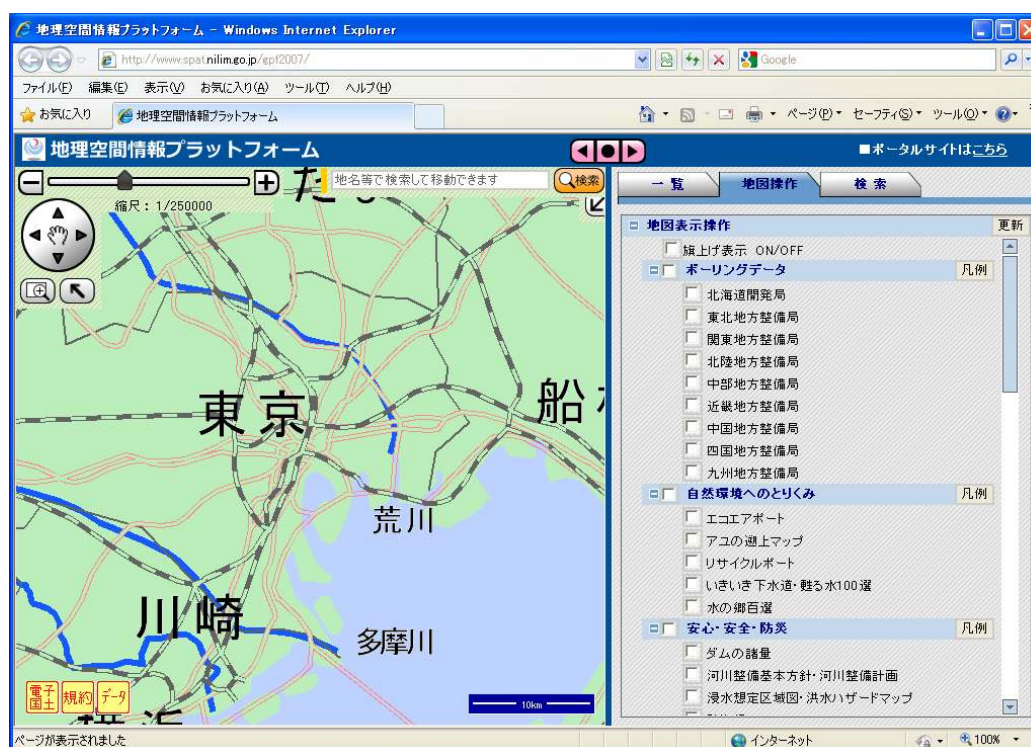 地理空間情報プラットフォーム - Windows Internet Explorer
http://www.spat.nilim.go.jp/gpf2007/
Google
ファイル(F) 編集(E) 表示(V) お気に入り(A) ツール(T) ヘルプ(H)
お気に入り 地理空間情報プラットフォーム
ページ(P) セーフティ(S) ツール(O)
地理空間情報プラットフォーム
■ポータルサイトはこちら
地名等で検索して移動できます 検索
縮尺：1/250000
東京
船
荒川
川崎
多摩川
電子国土 規約 データ
10km
一覧 地図操作 検索
地図表示操作 更新
旗上げ表示 ON/OFF
ボーリングデータ 凡例
北海道開発局
東北地方整備局
関東地方整備局
北陸地方整備局
中部地方整備局
近畿地方整備局
中国地方整備局
四国地方整備局
九州地方整備局
自然環境へのとりくみ 凡例
エコエアポート
アユの遡上マップ
リサイクルポート
いきいき下水道・甦る水100選
水の郷百選
安心・安全・防災 凡例
ダムの諸量
河川整備基本方針・河川整備計画
浸水想定区域図・洪水ハザードマップ
ページが表示されました
インターネット
100%